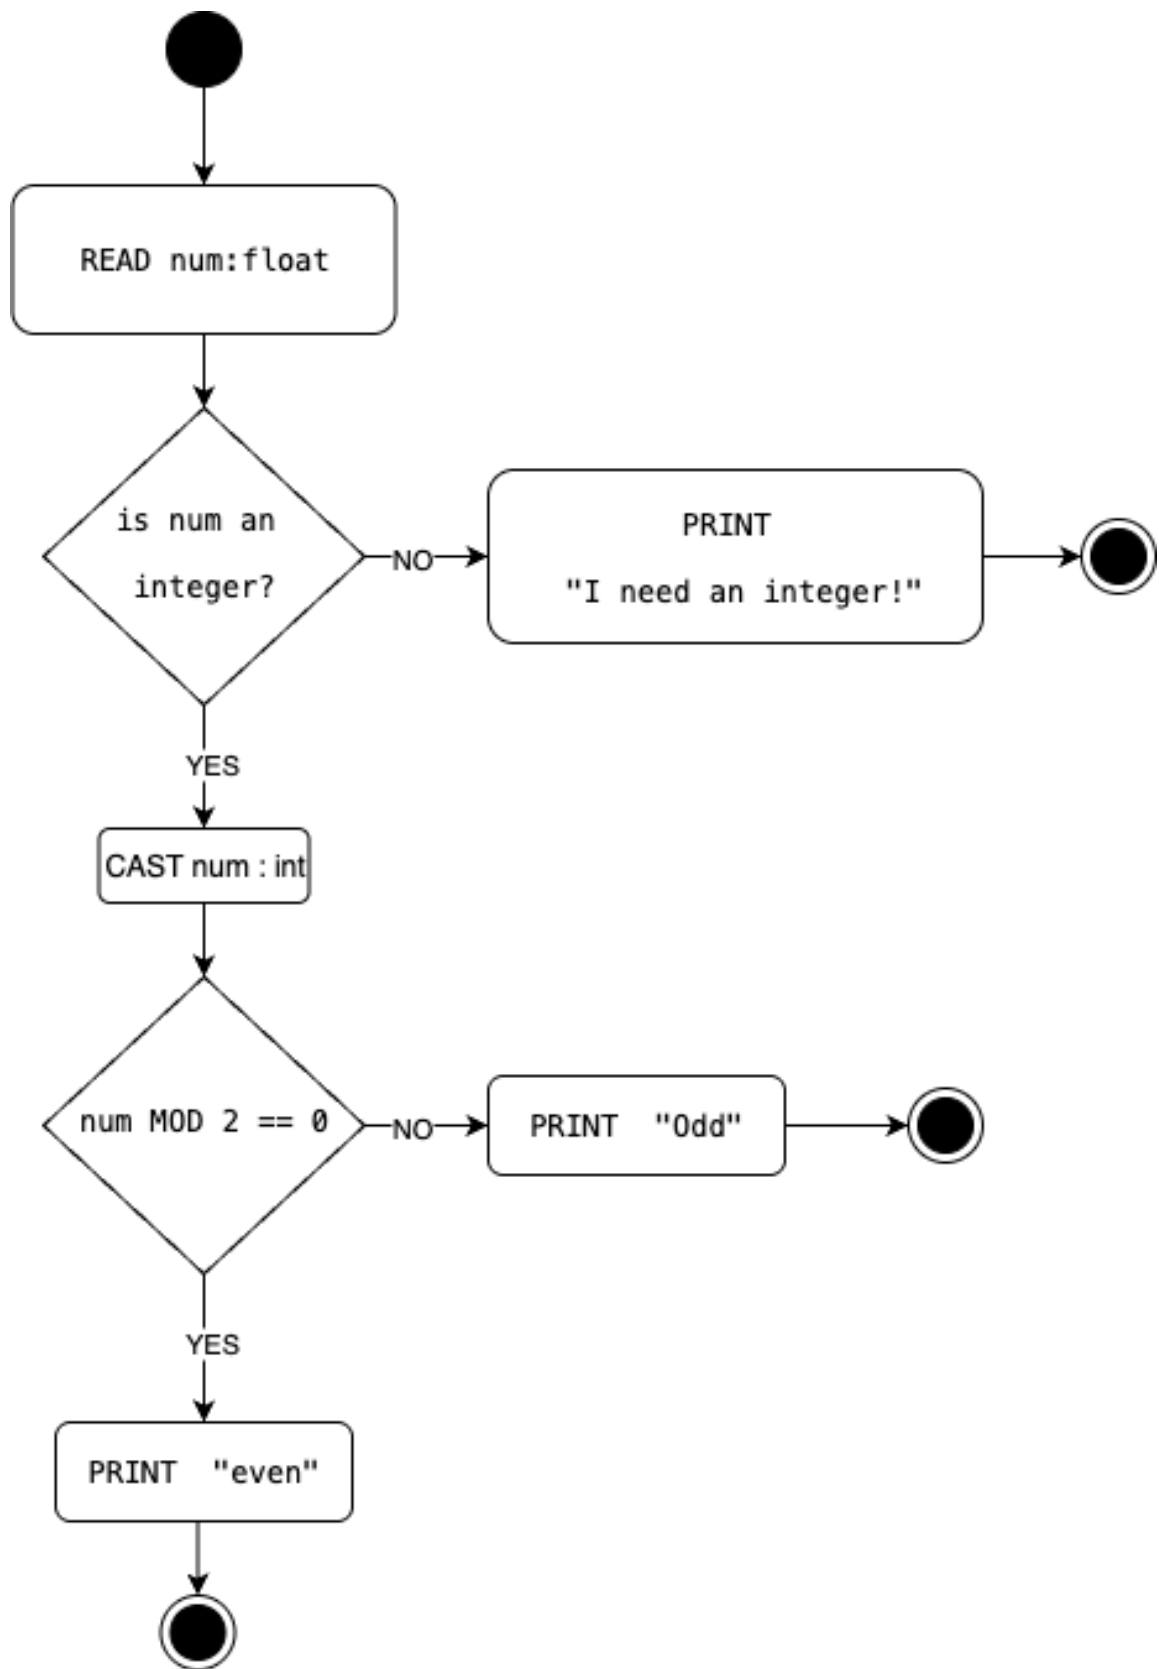 READ num:float
is num an
integer?
NO
PRINT
"I need an integer!"
YES
CAST num : int
num MOD 2 == 0
NO
PRINT "Odd"
YES
PRINT "even"